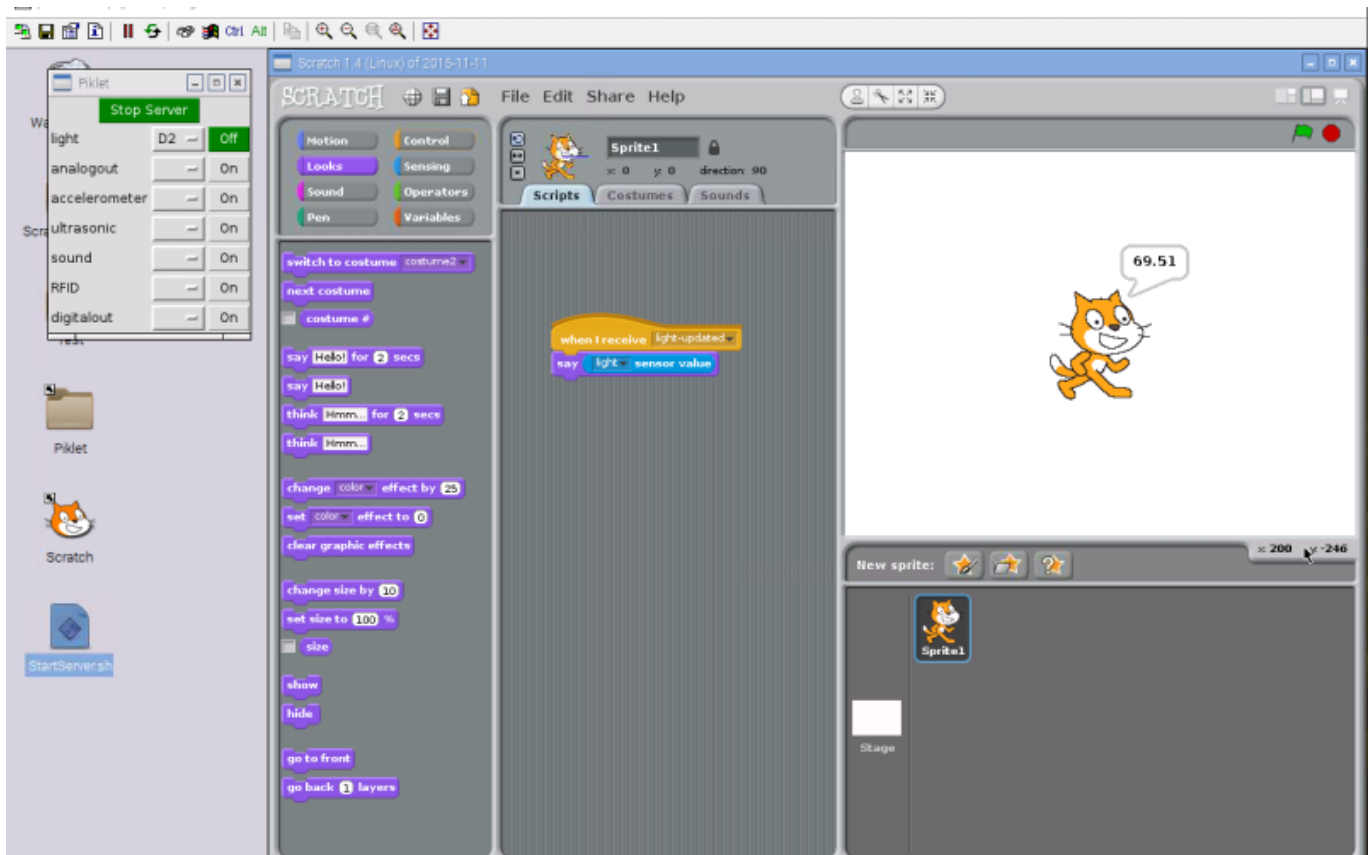 Ctrl Alt
Piklet
Stop Server
light D2 Off
analogout On
accelerometer On
ultrasonic On
sound On
RFID On
digitalout On
Piklet
Scratch
StartServer.sh
Scratch 1.4 (Linux) of 2015-11-11
SCRATCH File Edit Share Help
Motion Control
Looks Sensing
Sound Operators
Pen Variables
switch to costume costume2
next costume
costume #
say Hello! for 2 secs
say Hello!
think Hmm... for 2 secs
think Hmm...
change color effect by 25
set color effect to 0
clear graphic effects
change size by 10
set size to 100 %
size
show
hide
go to front
go back 1 layers
Sprite1
x: 0 y: 0 direction: 90
Scripts Costumes Sounds
when I receive light-updated
say light sensor value
69.51
x: 200 y: -246
New sprite:
Sprite1
Stage